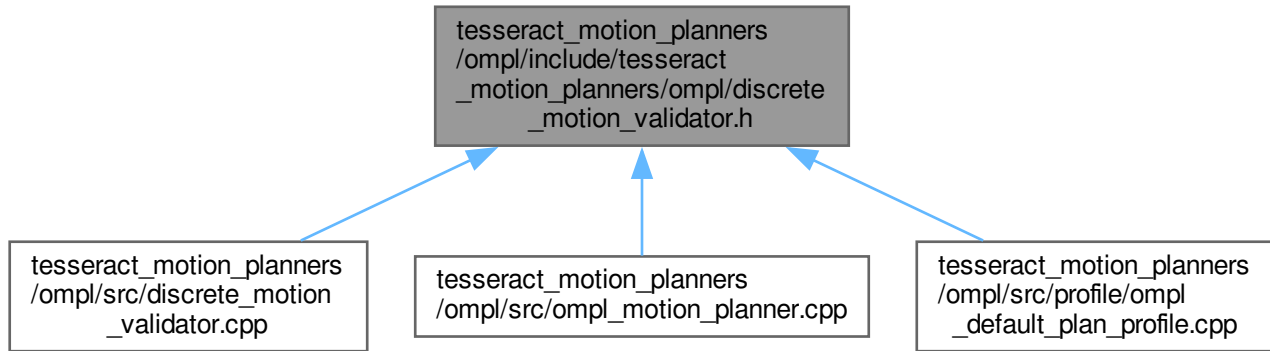 tesseract_motion_planners
/ompl/include/tesseract
_motion_planners/ompl/discrete
_motion_validator.h
tesseract_motion_planners
/ompl/src/discrete_motion
_validator.cpp
tesseract_motion_planners
/ompl/src/ompl_motion_planner.cpp
tesseract_motion_planners
/ompl/src/profile/ompl
_default_plan_profile.cpp